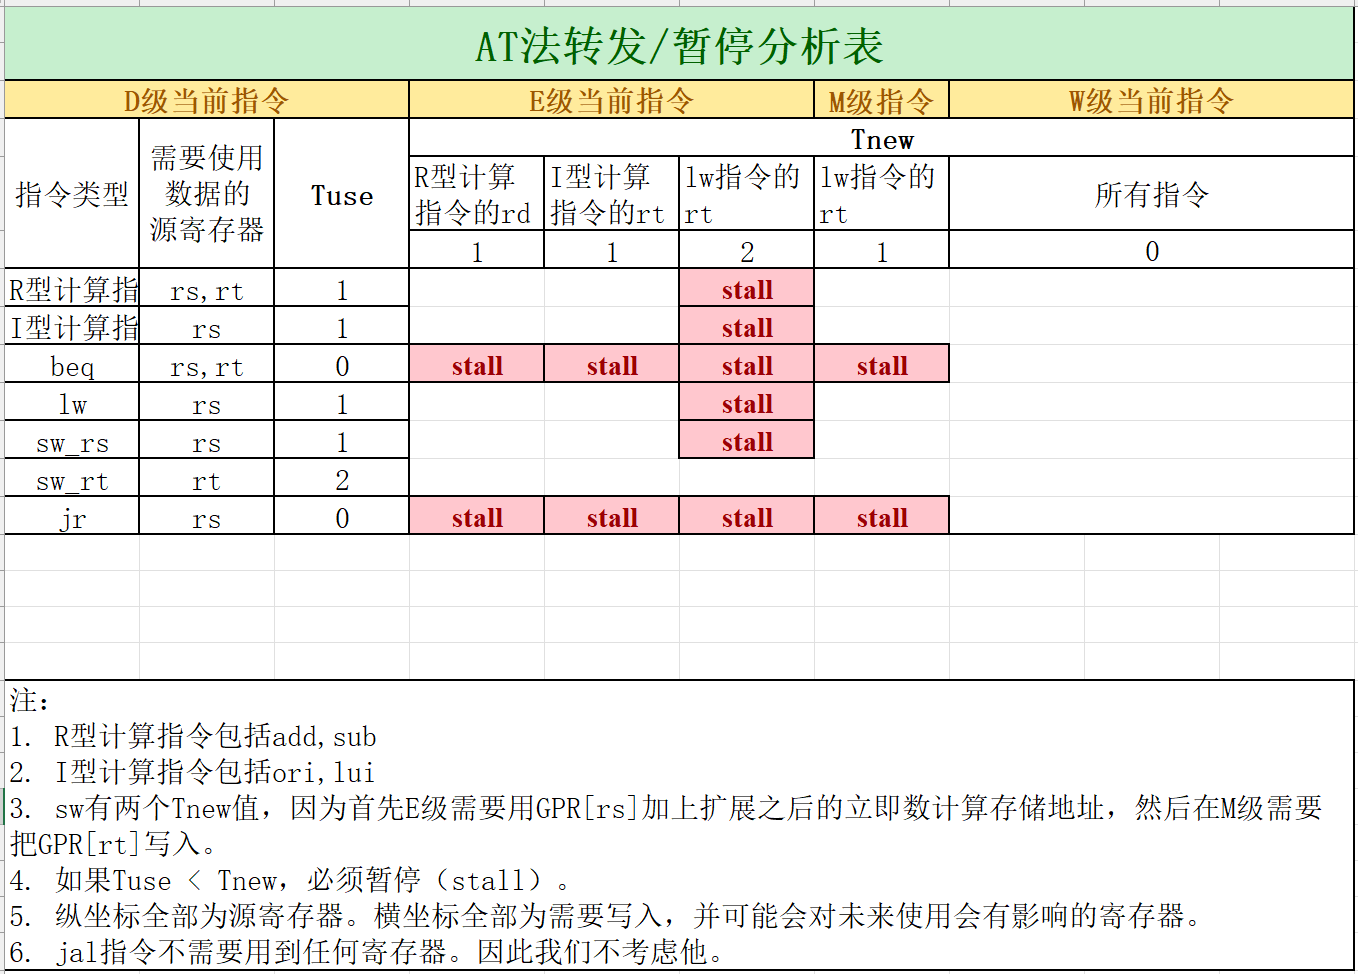 AT法转发/暂停分析表
D级当前指令 E级当前指令 M级指令 W级当前指令
指令类型 需要使用数据的源寄存器 Tuse Tnew
R型计算指令的rd I型计算指令的rt lw指令的rt lw指令的rt 所有指令
1 1 2 1 0
R型计算指 rs,rt 1 stall
I型计算指 rs 1 stall
beq rs,rt 0 stall stall stall stall
lw rs 1 stall
sw_rs rs 1 stall
sw_rt rt 2
jr rs 0 stall stall stall stall
注:
1. R型计算指令包括add,sub
2. I型计算指令包括ori,lui
3. sw有两个Tnew值，因为首先E级需要用GPR[rs]加上扩展之后的立即数计算存储地址，然后在M级需要
把GPR[rt]写入。
4. 如果Tuse < Tnew，必须暂停（stall）。
5. 纵坐标全部为源寄存器。横坐标全部为需要写入，并可能会对未来使用会有影响的寄存器。
6. jal指令不需要用到任何寄存器。因此我们不考虑他。